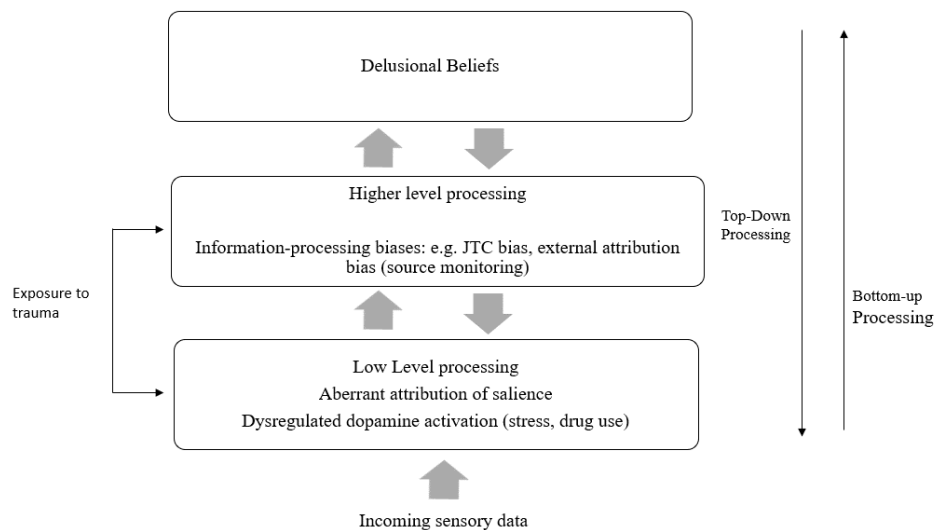 Delusional Beliefs
Higher level processing
Information-processing biases: e.g. JTC bias, external attribution
bias (source monitoring)
Top-Down
Processing
Exposure to
trauma
Bottom-up
Processing
Low Level processing
Aberrant attribution of salience
Dysregulated dopamine activation (stress, drug use)
Incoming sensory data